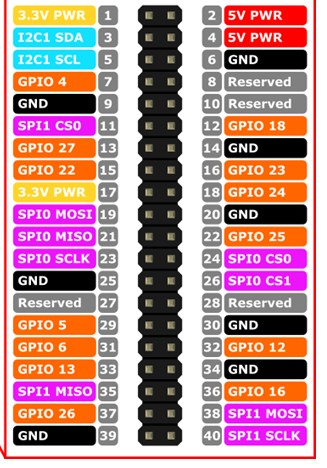 3.3V PWR 1 2 5V PWR
I2C1 SDA 3 4 5V PWR
I2C1 SCL 5 6 GND
GPIO 4 7 8 Reserved
GND 9 10 Reserved
SPI1 CS0 11 12 GPIO 18
GPIO 27 13 14 GND
GPIO 22 15 16 GPIO 23
3.3V PWR 17 18 GPIO 24
SPI0 MOSI 19 20 GND
SPI0 MISO 21 22 GPIO 25
SPI0 SCLK 23 24 SPI0 CS0
GND 25 26 SPI0 CS1
Reserved 27 28 Reserved
GPIO 5 29 30 GND
GPIO 6 31 32 GPIO 12
GPIO 13 33 34 GND
SPI1 MISO 35 36 GPIO 16
GPIO 26 37 38 SPI1 MOSI
GND 39 40 SPI1 SCLK